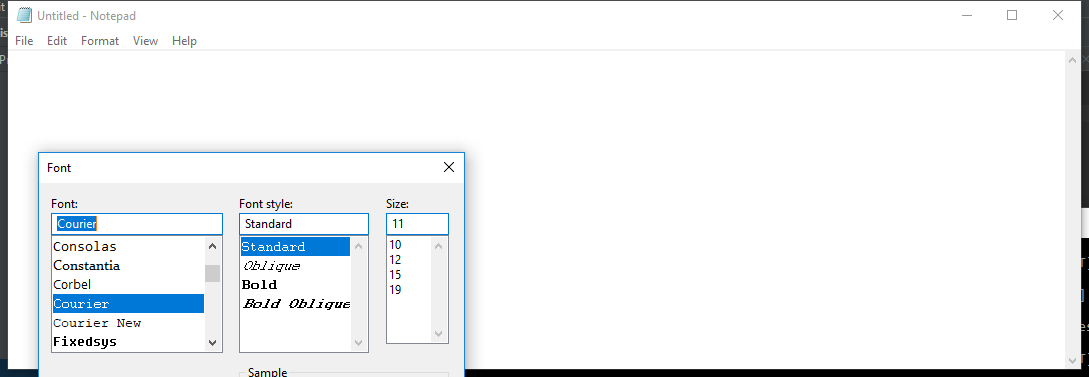 Untitled - Notepad
File Edit Format View Help
Font
Font: Font style: Size:
Courier Standard 11
Consolas Standard 10
Constantia Oblique 12
Corbel Bold 15
Courier Bold Oblique 19
Courier New
Fixedsys
Sample